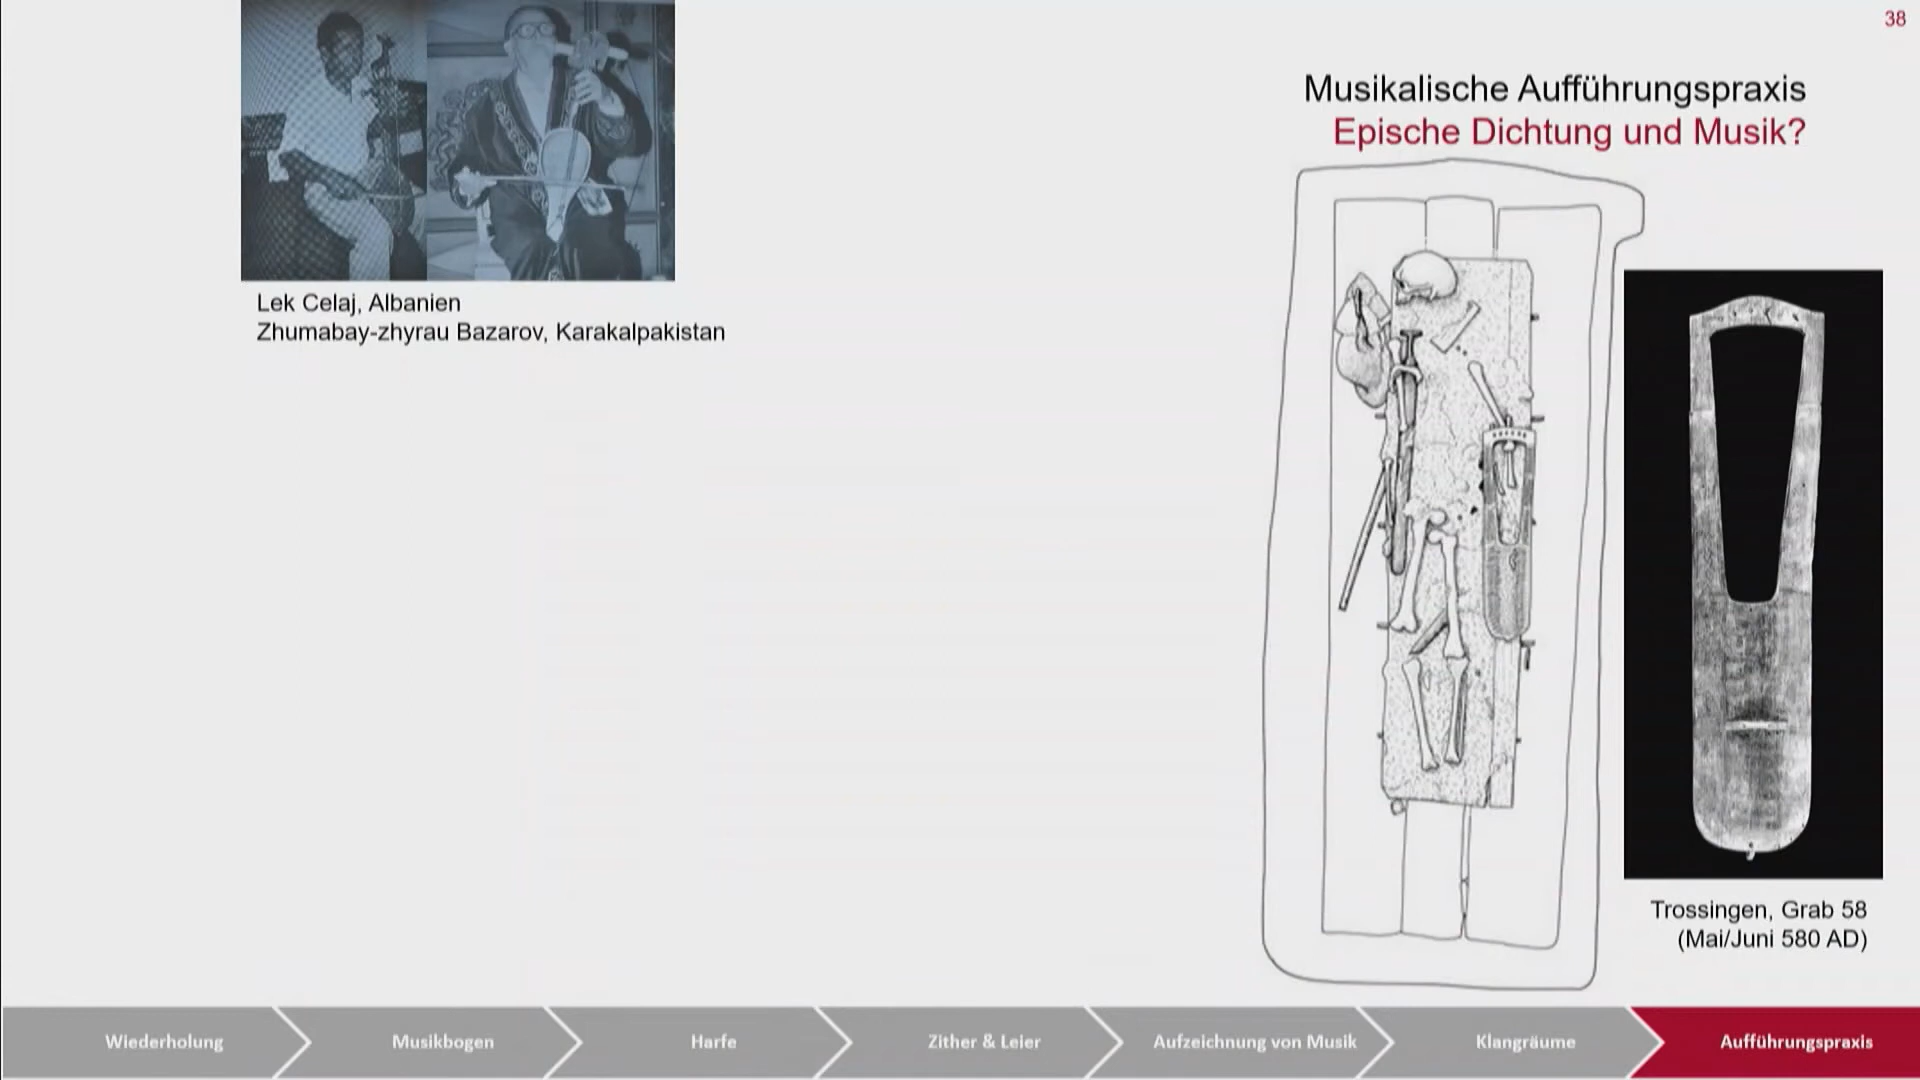 38
Musikalische Aufführungspraxis
Epische Dichtung und Musik?
Lek Celaj, Albanien
Zhumabay-zhyrau Bazarov, Karakalpakistan
Trossingen, Grab 58
(Mai/Juni 580 AD)
Wiederholung
Musikbogen
Harfe
Zither & Leier
Aufzeichnung von Musik
Klangräume
Aufführungspraxis